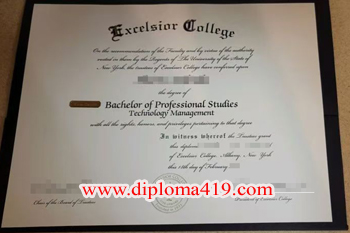 Excelsior College
On the recommendation of the Faculty and by virtue of the authority
vested in them by the Regents of The University of the State of
New York, the trustees of Excelsior College have conferred upon
the degree of
Bachelor of Professional Studies
Technology Management
with all the rights, honors, and privileges pertaining to that degree
In witness whereof the Trustees grant
this diploma
of Excelsior College, Albany, New York
this 18th day of February
www.diploma419.com
Chair of the Board of Trustees
President of Excelsior College